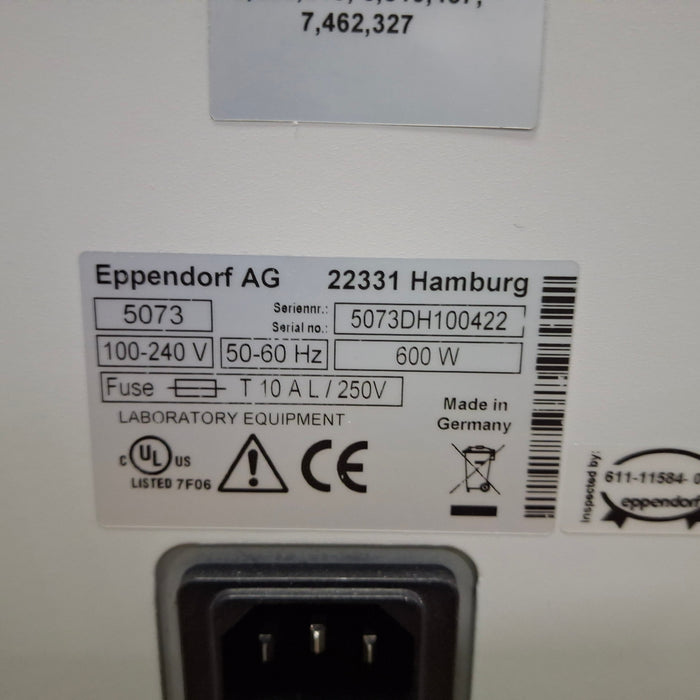 7,462,327
Eppendorf AG 22331 Hamburg
5073 Seriennr.: Serial no.: 5073DH100422
100-240 V 50-60 Hz 600 W
Fuse T 10 A L / 250V
LABORATORY EQUIPMENT
Made in
Germany
c UL US
LISTED 7F06
CE
Inspected by:
611-11584-
eppendorf